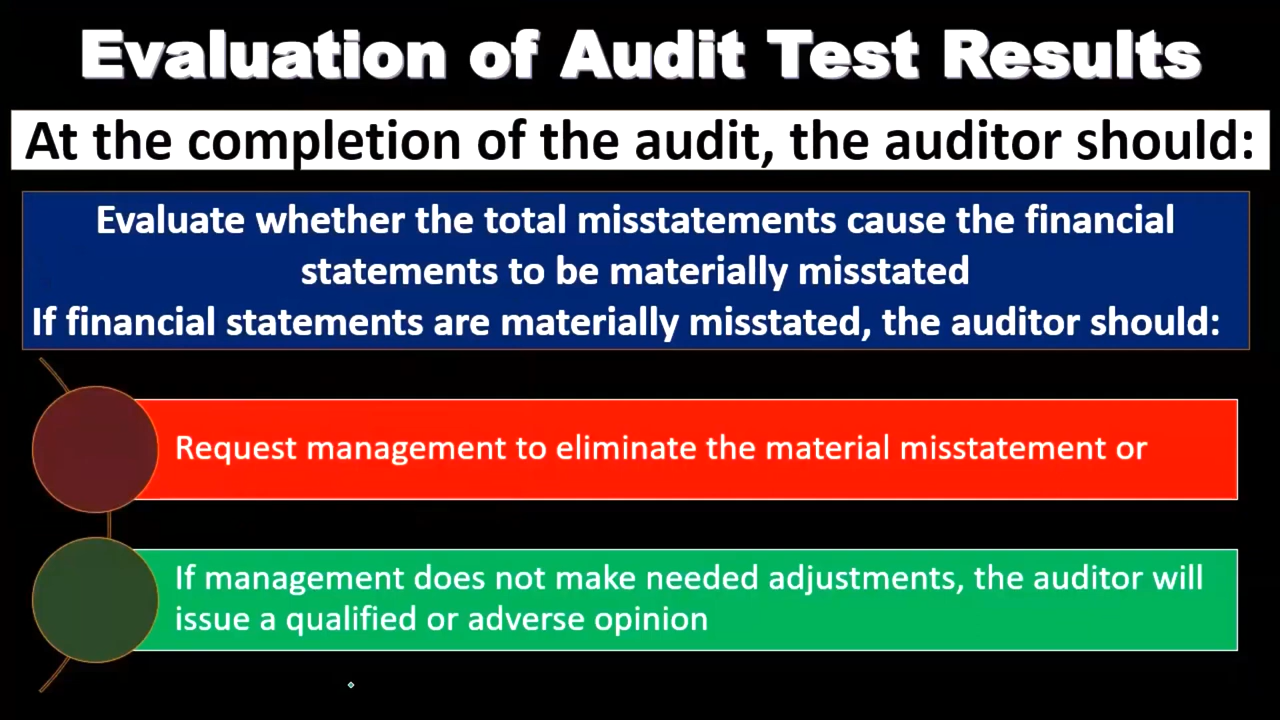 Evaluation of Audit Test Results
At the completion of the audit, the auditor should:
Evaluate whether the total misstatements cause the financial
statements to be materially misstated
If financial statements are materially misstated, the auditor should:
Request management to eliminate the material misstatement or
If management does not make needed adjustments, the auditor will
issue a qualified or adverse opinion